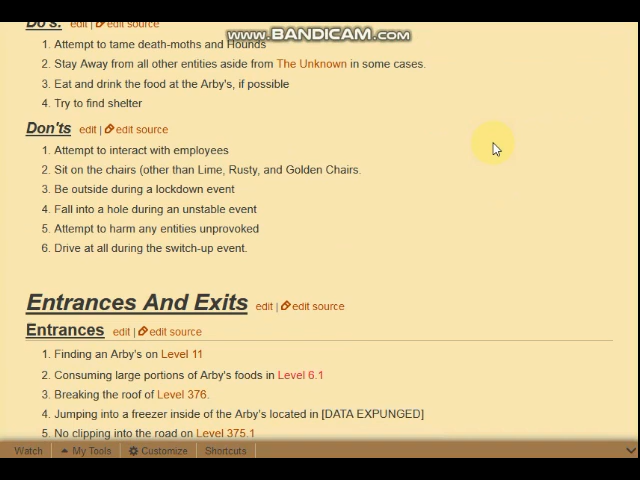 Do's: edit | edit source
www.BANDICAM.com
1. Attempt to tame death-moths and Hounds
2. Stay Away from all other entities aside from The Unknown in some cases.
3. Eat and drink the food at the Arby's, if possible
4. Try to find shelter
Don'ts edit | edit source
1. Attempt to interact with employees
2. Sit on the chairs (other than Lime, Rusty, and Golden Chairs.
3. Be outside during a lockdown event
4. Fall into a hole during an unstable event
5. Attempt to harm any entities unprovoked
6. Drive at all during the switch-up event.
Entrances And Exits edit | edit source
Entrances edit | edit source
1. Finding an Arby's on Level 11
2. Consuming large portions of Arby's foods in Level 6.1
3. Breaking the roof of Level 376.
4. Jumping into a freezer inside of the Arby's located in [DATA EXPUNGED]
5. No clipping into the road on Level 375.1
Watch My Tools Customize Shortcuts